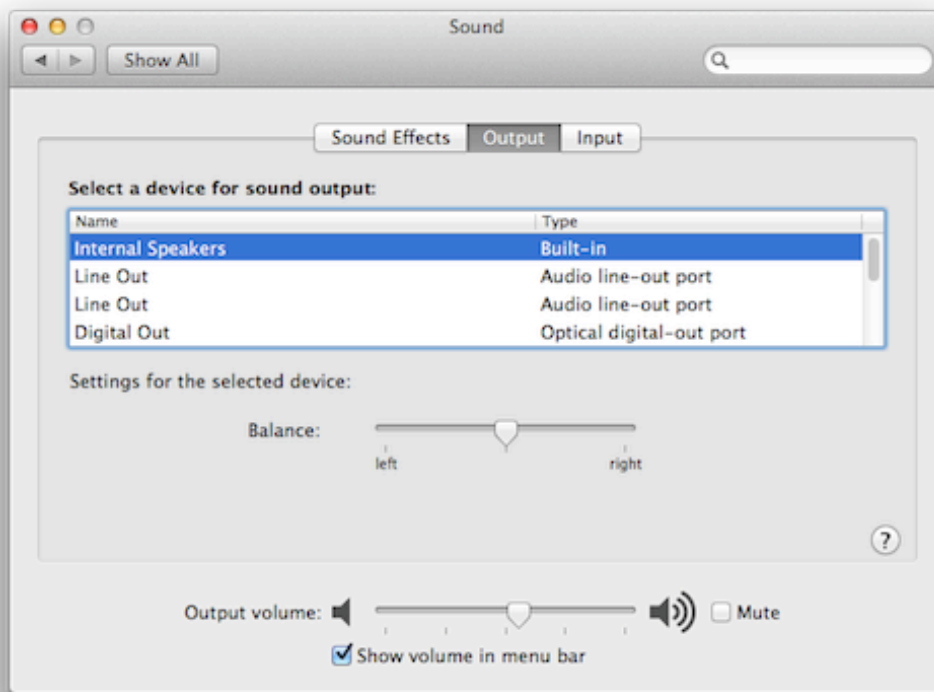 Sound
Show All
Sound Effects Output Input
Select a device for sound output:
Name Type
Internal Speakers Built-in
Line Out Audio line-out port
Line Out Audio line-out port
Digital Out Optical digital-out port
Settings for the selected device:
Balance:
left right
?
Output volume: Mute
Show volume in menu bar